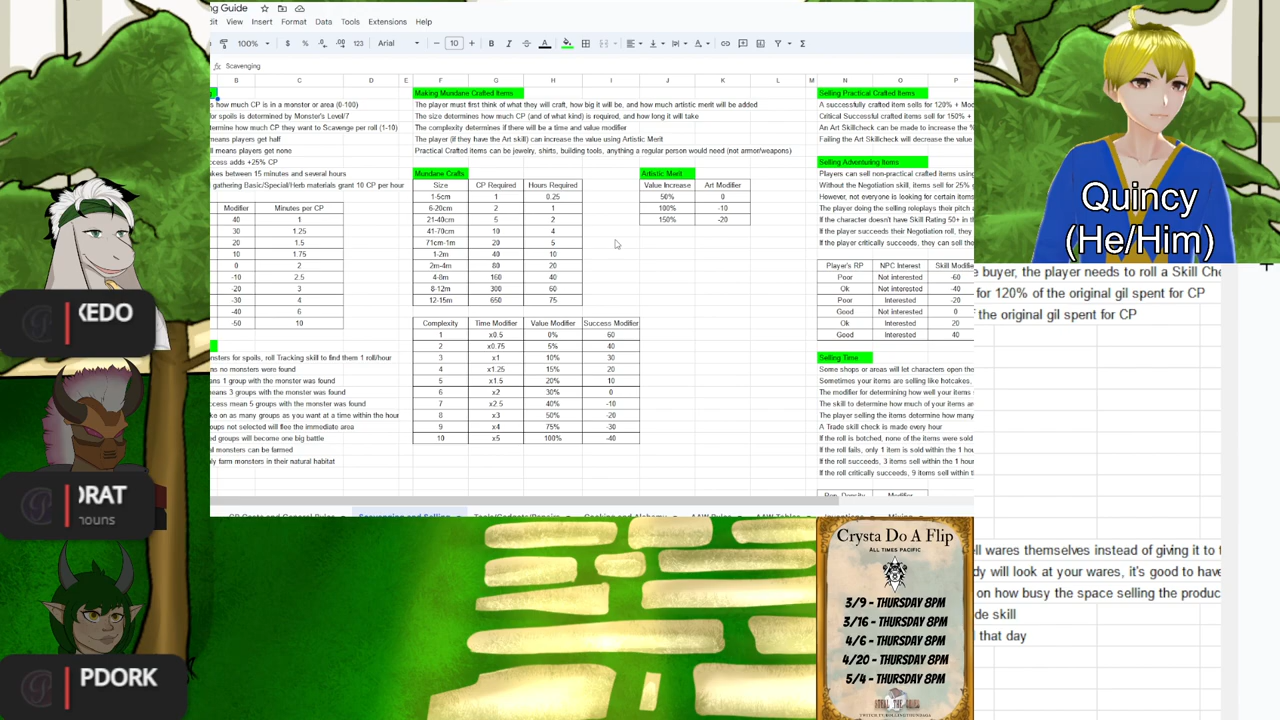 ng Guide
dit View Insert Format Data Tools Extensions Help
100% $ % .0 .00 123 Arial 10 B I A
fx Scavenging
B C D E F G H I J K L M N O P
s how much CP is in a monster or area (0-100)
for spoils is determined by Monster's Level/7
etermine how much CP they want to Scavenge per roll (1-10)
means players get half
l means players get none
ccess adds +25% CP
akes between 15 minutes and several hours
gathering Basic/Special/Herb materials grant 10 CP per hour
Modifier Minutes per CP
40 1
30 1.25
20 1.5
10 1.75
0 2
-10 2.5
-20 3
-30 4
-40 6
-50 10
nsters for spoils, roll Tracking skill to find them 1 roll/hour
ns no monsters were found
eans 1 group with the monster was found
means 3 groups with the monster was found
ccess mean 5 groups with the monster was found
ke on as many groups as you want at a time within the hour
oups not selected will flee the immediate area
ed groups will become one big battle
al monsters can be farmed
nly farm monsters in their natural habitat
Making Mundane Crafted Items
The player must first think of what they will craft, how big it will be, and how much artistic merit will be added
The size determines how much CP (and of what kind) is required, and how long it will take
The complexity determines if there will be a time and value modifier
The player (if they have the Art skill) can increase the value using Artistic Merit
Practical Crafted items can be jewelry, shirts, building tools, anything a regular person would need (not armor/weapons)
Mundane Crafts
Size CP Required Hours Required
1-5cm 1 0.25
6-20cm 2 1
21-40cm 5 2
41-70cm 10 4
71cm-1m 20 5
1-2m 40 10
2m-4m 80 20
4-8m 160 40
8-12m 300 60
12-15m 650 75
Artistic Merit
Value Increase Art Modifier
50% 0
100% -10
150% -20
Complexity Time Modifier Value Modifier Success Modifier
1 x0.5 0% 60
2 x0.75 5% 40
3 x1 10% 30
4 x1.25 15% 20
5 x1.5 20% 10
6 x2 30% 0
7 x2.5 40% -10
8 x3 50% -20
9 x4 75% -30
10 x5 100% -40
Selling Practical Crafted Items
A successfully crafted item sells for 120% + Mod
Critical Successful crafted items sell for 150% +
An Art Skillcheck can be made to increase the %
Failing the Art Skillcheck will decrease the value
Selling Adventuring Items
Players can sell non-practical crafted items using
Without the Negotiation skill, items sell for 25%
However, not everyone is looking for certain items
The player doing the selling roleplays their pitch a
If the character doesn't have Skill Rating 50+ in t
If the player succeeds their Negotiation roll, they
If the player critically succeeds, they can sell the
Player's RP NPC Interest Skill Modifie
Poor Not interested -60
Ok Not interested -40
Poor Interested -20
Good Not interested 0
Ok Interested 20
Good Interested 40
Selling Time
Some shops or areas will let characters open the
Sometimes your items are selling like hotcakes.
The modifier for determining how well your items
The skill to determine how much of your items are
The player selling the items determine how many
A Trade skill check is made every hour
If the roll is botched, none of the items were sold
If the roll fails, only 1 item is sold within the 1 hou
If the roll succeeds, 3 items sell within the 1 hour
If the roll critically succeeds, 9 items sell within t
Pop. Density Modifier
CP Costs and General Rules Scavenging and Selling Tools/Gadgets/Repairs Cooking and Alchemy AAW Rules AAW Tables Inventions Mixing
Quincy
(He/Him)
e buyer, the player needs to roll a Skill Che
for 120% of the original gil spent for CP
f the original gil spent for CP
ell wares themselves instead of giving it to t
dy will look at your wares, it's good to have
on how busy the space selling the produc
de skill
that day
KEDO
ORAT
nouns
PDORK
Crysta Do A Flip
ALL TIMES PACIFIC
3/9 - THURSDAY 8PM
3/16 - THURSDAY 8PM
4/6 - THURSDAY 8PM
4/20 - THURSDAY 8PM
5/4 - THURSDAY 8PM